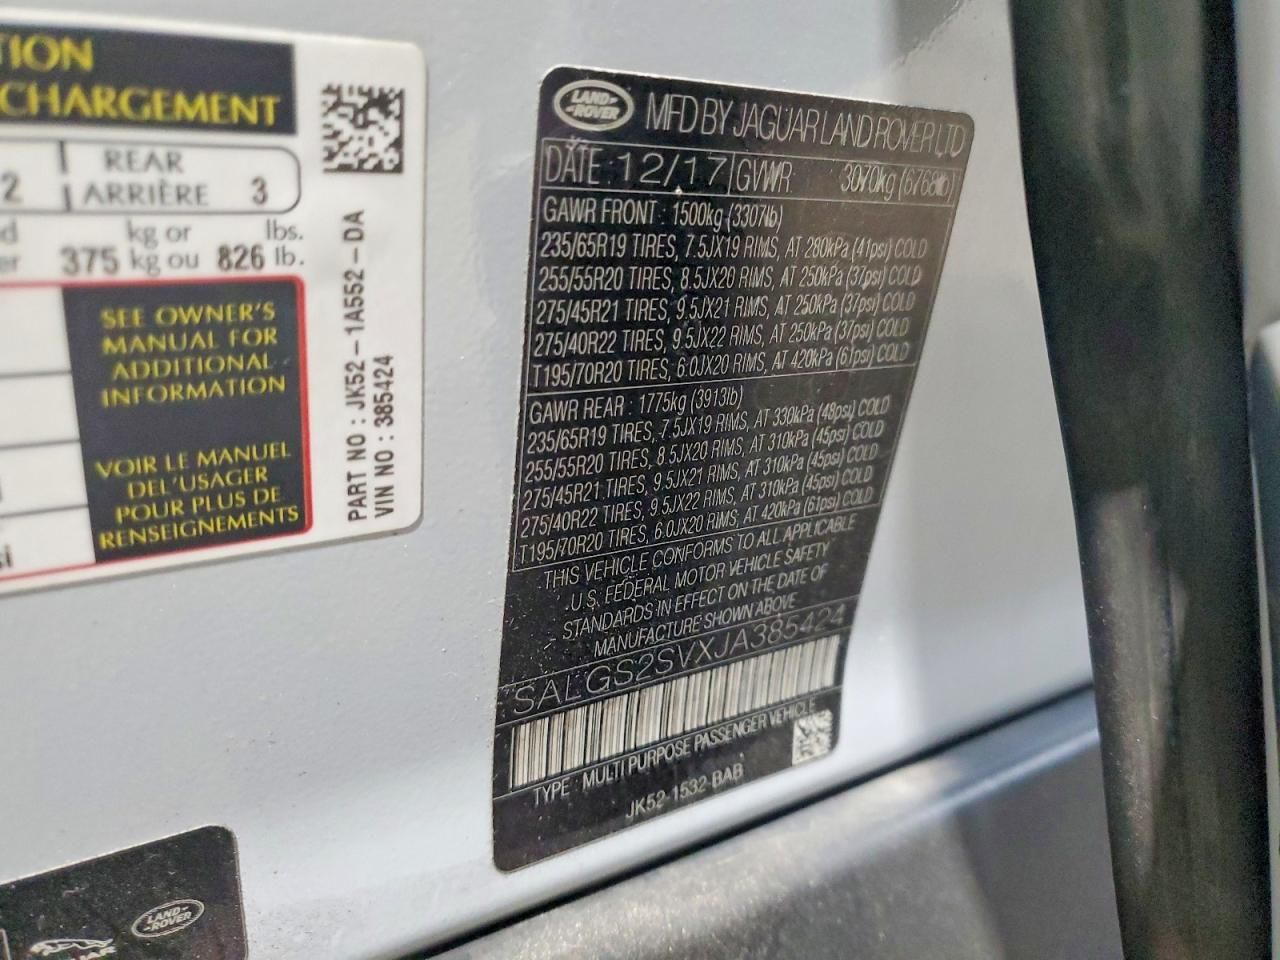 TION
CHARGEMENT
2 REAR
ARRIÈRE 3
kg or lbs.
375 kg ou 826 lb.
SEE OWNER'S
MANUAL FOR
ADDITIONAL
INFORMATION
VOIR LE MANUEL
DEL'USAGER
POUR PLUS DE
RENSEIGNEMENTS
PART NO : JK52-1A552-DA
VIN NO : 385424
LAND-
-ROVER
MFD BY JAGUAR LAND ROVER LTD
DATE 12/17 GVWR 3070kg (6768lb)
GAWR FRONT : 1500kg (3307lb)
235/65R19 TIRES, 7.5JX19 RIMS, AT 280kPa (41psi) COLD
255/55R20 TIRES, 8.5JX20 RIMS, AT 250kPa (37psi) COLD
275/45R21 TIRES, 9.5JX21 RIMS, AT 250kPa (37psi) COLD
275/40R22 TIRES, 9.5JX22 RIMS, AT 250kPa (37psi) COLD
T195/70R20 TIRES, 6.0JX20 RIMS, AT 420kPa (61psi) COLD
GAWR REAR : 1775kg (3913lb)
235/65R19 TIRES, 7.5JX19 RIMS, AT 330kPa (48psi) COLD
255/55R20 TIRES, 8.5JX20 RIMS, AT 310kPa (45psi) COLD
275/45R21 TIRES, 9.5JX21 RIMS, AT 310kPa (45psi) COLD
275/40R22 TIRES, 9.5JX22 RIMS, AT 310kPa (45psi) COLD
T195/70R20 TIRES, 6.0JX20 RIMS, AT 420kPa (61psi) COLD
THIS VEHICLE CONFORMS TO ALL APPLICABLE
U.S. FEDERAL MOTOR VEHICLE SAFETY
STANDARDS IN EFFECT ON THE DATE OF
MANUFACTURE SHOWN ABOVE
SALGS2SVXJA385424
TYPE : MULTI PURPOSE PASSENGER VEHICLE
JK52-1532-BAB
LAND-
-ROVER